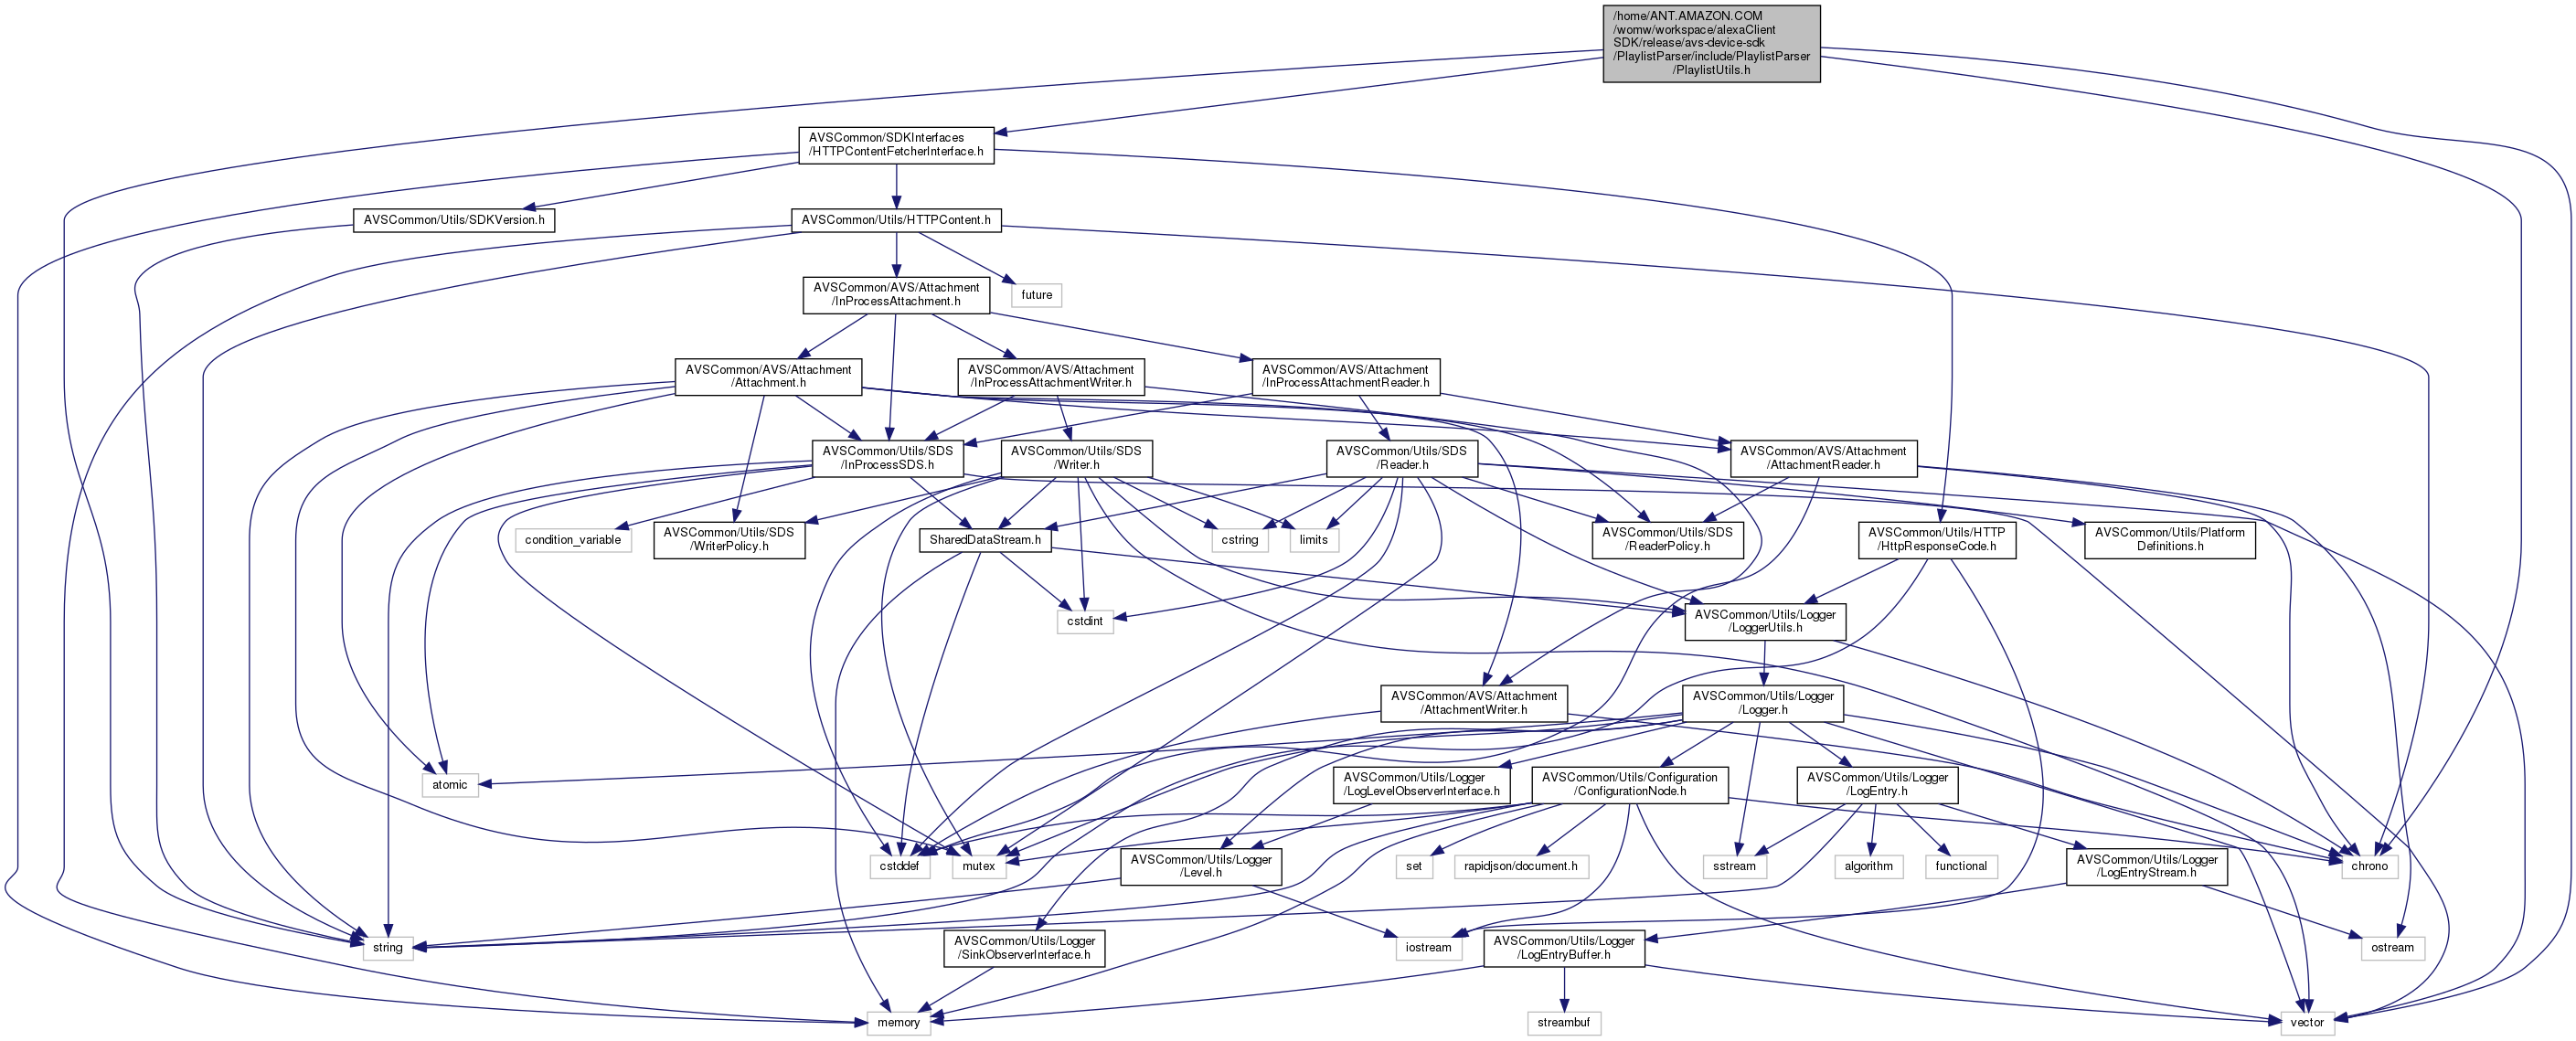 /home/ANT.AMAZON.COM
/womw/workspace/alexaClient
SDK/release/avs-device-sdk
/PlaylistParser/include/PlaylistParser
/PlaylistUtils.h
AVSCommon/SDKInterfaces
/HTTPContentFetcherInterface.h
AVSCommon/Utils/SDKVersion.h
AVSCommon/Utils/HTTPContent.h
AVSCommon/AVS/Attachment
/InProcessAttachment.h
future
AVSCommon/AVS/Attachment
/Attachment.h
AVSCommon/AVS/Attachment
/InProcessAttachmentWriter.h
AVSCommon/AVS/Attachment
/InProcessAttachmentReader.h
AVSCommon/Utils/SDS
/InProcessSDS.h
AVSCommon/Utils/SDS
/Writer.h
AVSCommon/Utils/SDS
/Reader.h
AVSCommon/AVS/Attachment
/AttachmentReader.h
condition_variable
AVSCommon/Utils/SDS
/WriterPolicy.h
SharedDataStream.h
cstring
limits
AVSCommon/Utils/SDS
/ReaderPolicy.h
AVSCommon/Utils/HTTP
/HttpResponseCode.h
AVSCommon/Utils/Platform
Definitions.h
cstdint
AVSCommon/Utils/Logger
/LoggerUtils.h
AVSCommon/AVS/Attachment
/AttachmentWriter.h
AVSCommon/Utils/Logger
/Logger.h
atomic
AVSCommon/Utils/Logger
/LogLevelObserverInterface.h
AVSCommon/Utils/Configuration
/ConfigurationNode.h
AVSCommon/Utils/Logger
/LogEntry.h
cstddef
mutex
AVSCommon/Utils/Logger
/Level.h
set
rapidjson/document.h
sstream
algorithm
functional
AVSCommon/Utils/Logger
/LogEntryStream.h
chrono
string
AVSCommon/Utils/Logger
/SinkObserverInterface.h
iostream
AVSCommon/Utils/Logger
/LogEntryBuffer.h
ostream
memory
streambuf
vector